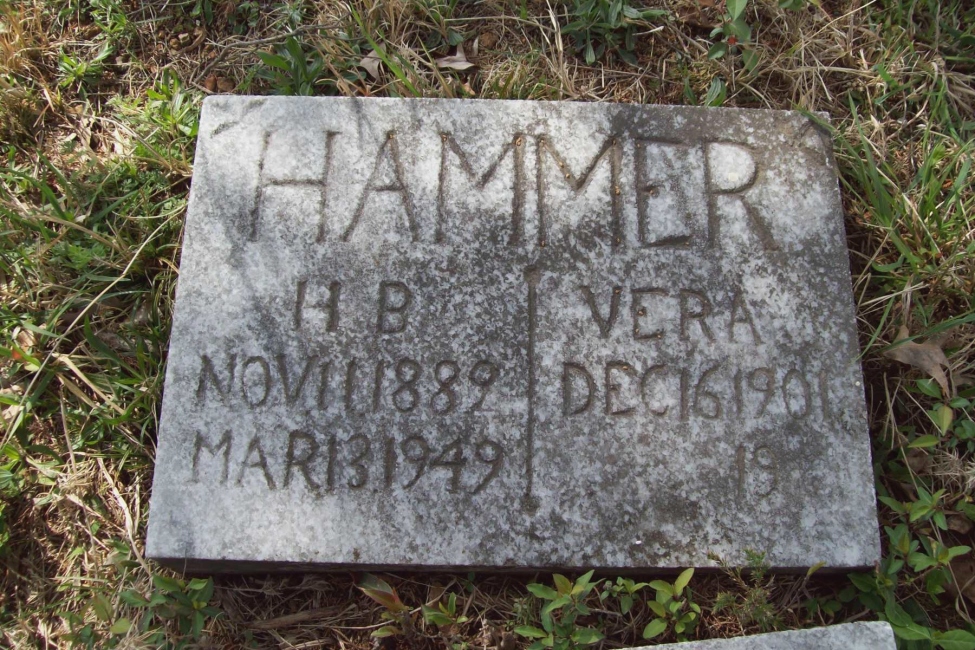 HAMMER
H B
NOV 11 1889
MAR 13 1949
VERA
DEC 16 1901
19